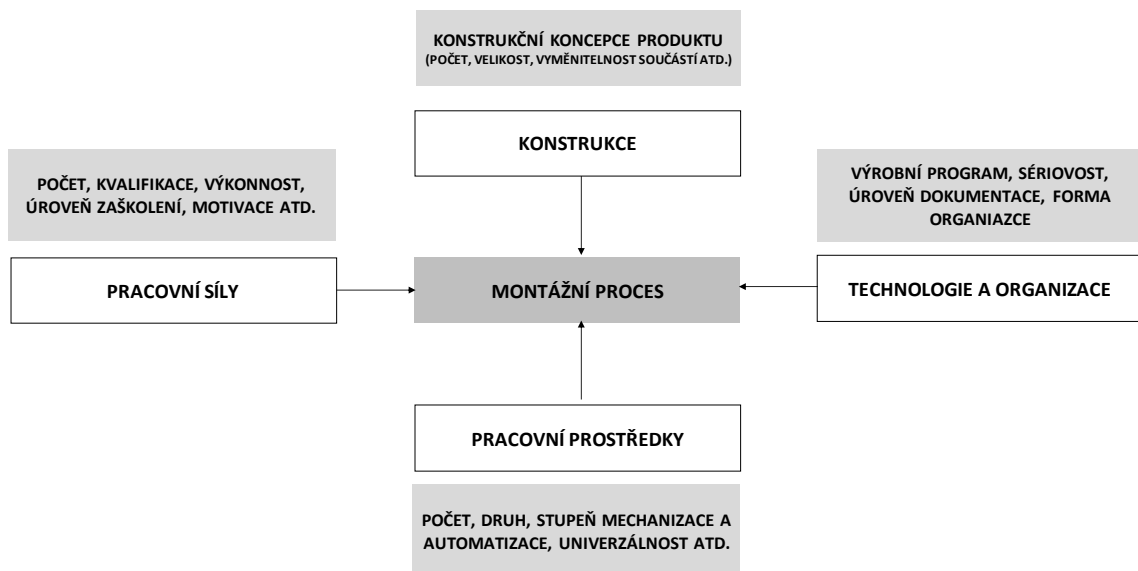 KONSTRUKČNÍ KONCEPCE PRODUKTU
(POČET, VELIKOST, VYMĚNITELNOST SOUČÁSTÍ ATD.)
KONSTRUKCE
POČET, KVALIFIKACE, VÝKONNOST,
ÚROVEŇ ZAŠKOLENÍ, MOTIVACE ATD.
PRACOVNÍ SÍLY
VÝROBNÍ PROGRAM, SÉRIOVOST,
ÚROVEŇ DOKUMENTACE, FORMA
ORGANIAZCE
TECHNOLOGIE A ORGANIZACE
MONTÁŽNÍ PROCES
PRACOVNÍ PROSTŘEDKY
POČET, DRUH, STUPEŇ MECHANIZACE A
AUTOMATIZACE, UNIVERZÁLNOST ATD.